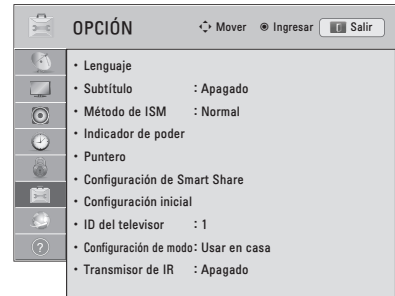 OPCIÓN Mover Ingresar Salir
• Lenguaje
• Subtítulo : Apagado
• Método de ISM : Normal
• Indicador de poder
• Puntero
• Configuración de Smart Share
• Configuración inicial
• ID del televisor : 1
• Configuración de modo: Usar en casa
• Transmisor de IR : Apagado
?